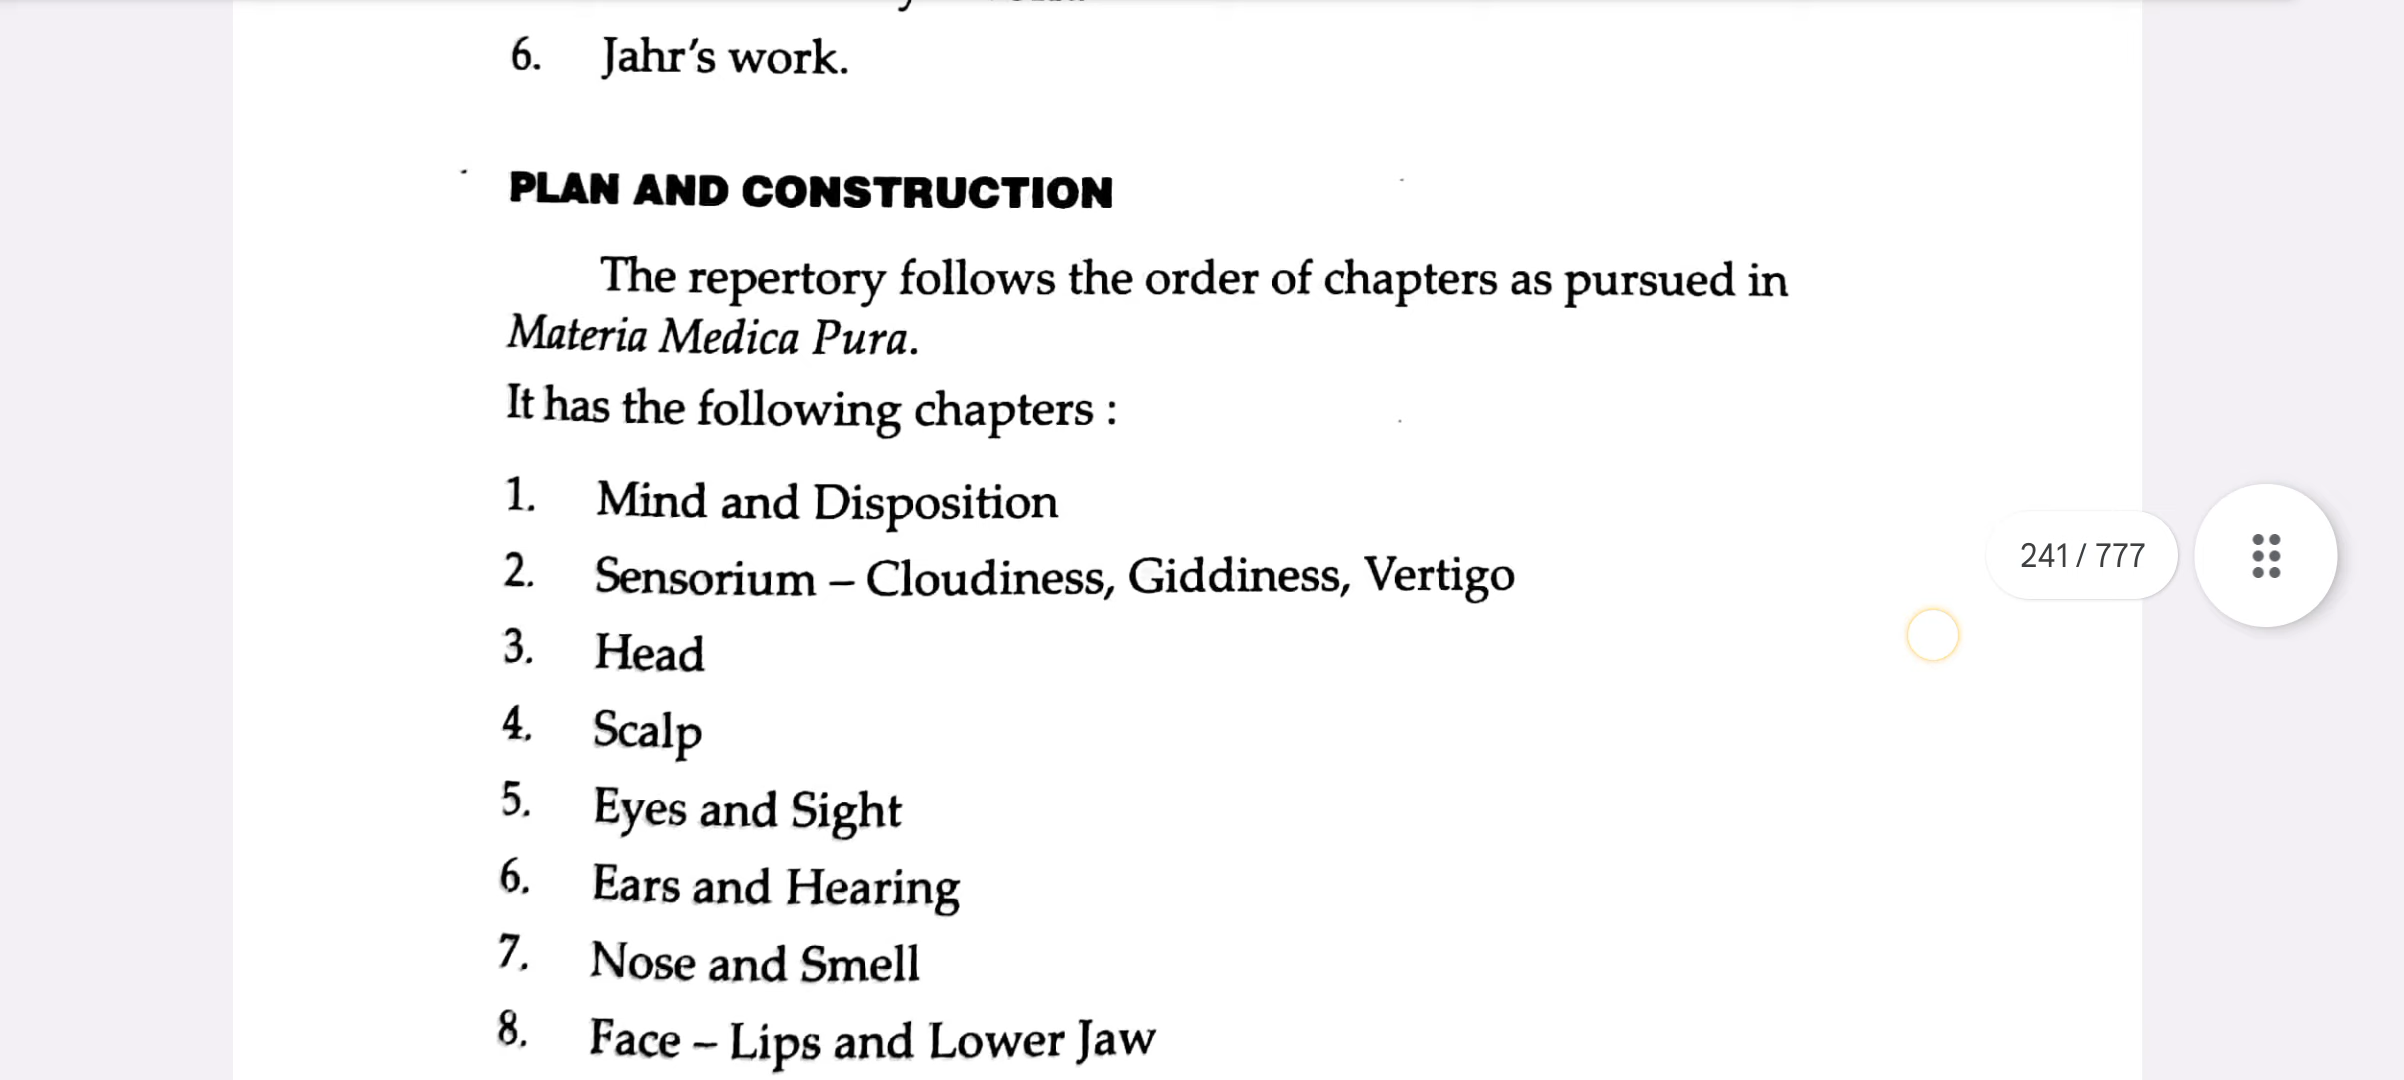 6. Jahr's work.
PLAN AND CONSTRUCTION
The repertory follows the order of chapters as pursued in
Materia Medica Pura.
It has the following chapters :
1. Mind and Disposition
2. Sensorium – Cloudiness, Giddiness, Vertigo
3. Head
4. Scalp
5. Eyes and Sight
6. Ears and Hearing
7. Nose and Smell
8. Face – Lips and Lower Jaw
241 / 777